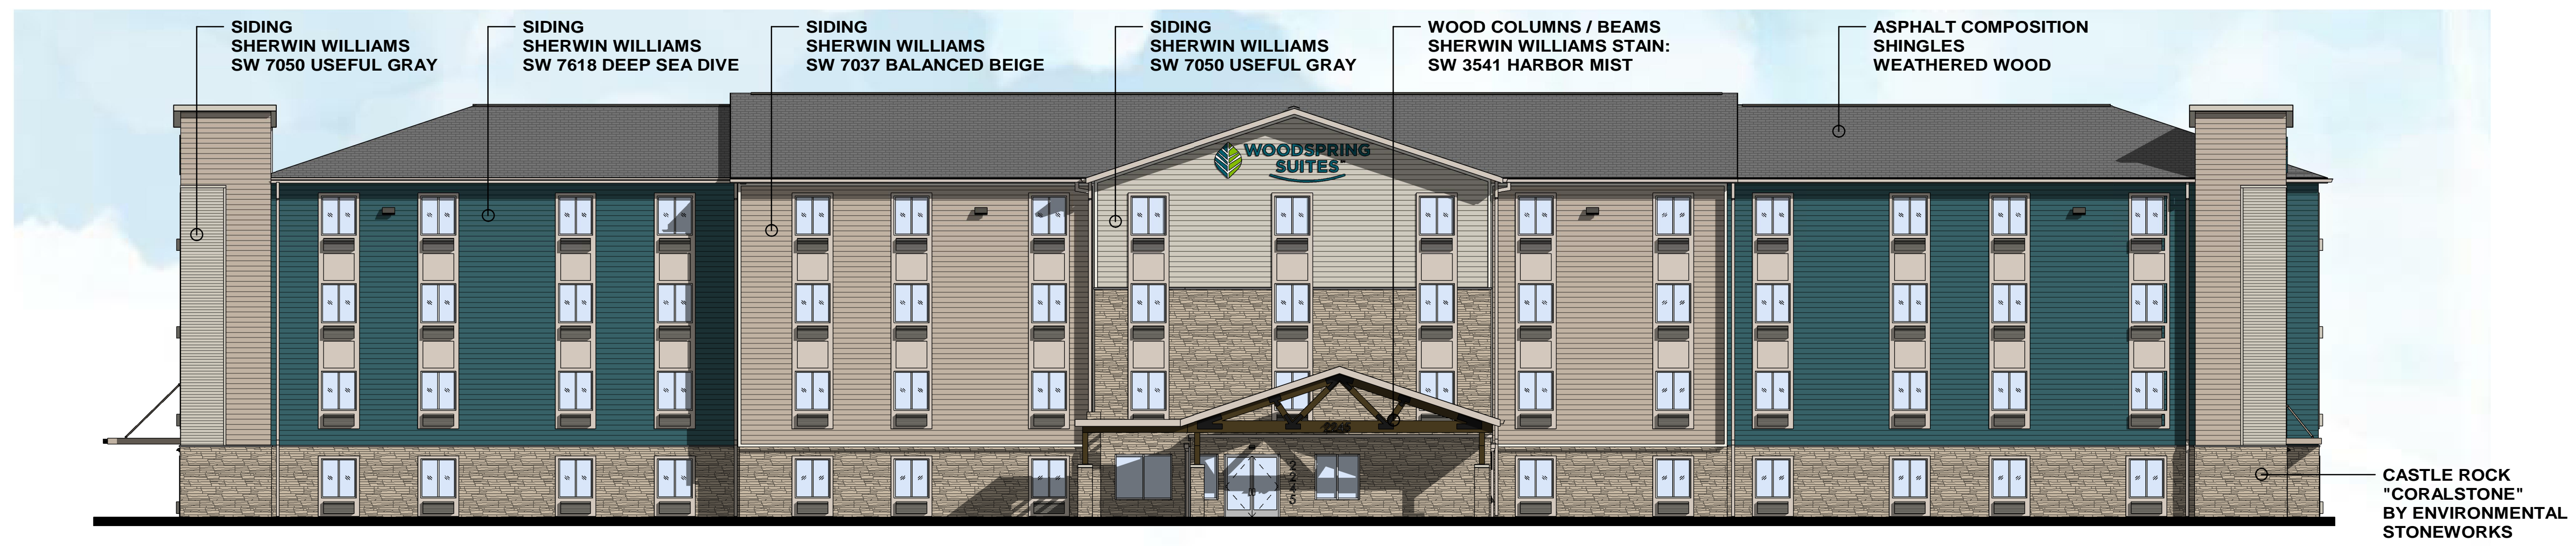 SIDING
SHERWIN WILLIAMS
SW 7050 USEFUL GRAY
SIDING
SHERWIN WILLIAMS
SW 7618 DEEP SEA DIVE
SIDING
SHERWIN WILLIAMS
SW 7037 BALANCED BEIGE
SIDING
SHERWIN WILLIAMS
SW 7050 USEFUL GRAY
WOOD COLUMNS / BEAMS
SHERWIN WILLIAMS STAIN:
SW 3541 HARBOR MIST
ASPHALT COMPOSITION
SHINGLES
WEATHERED WOOD
WOODSPRING
SUITES
2245
CASTLE ROCK
"CORALSTONE"
BY ENVIRONMENTAL
STONEWORKS